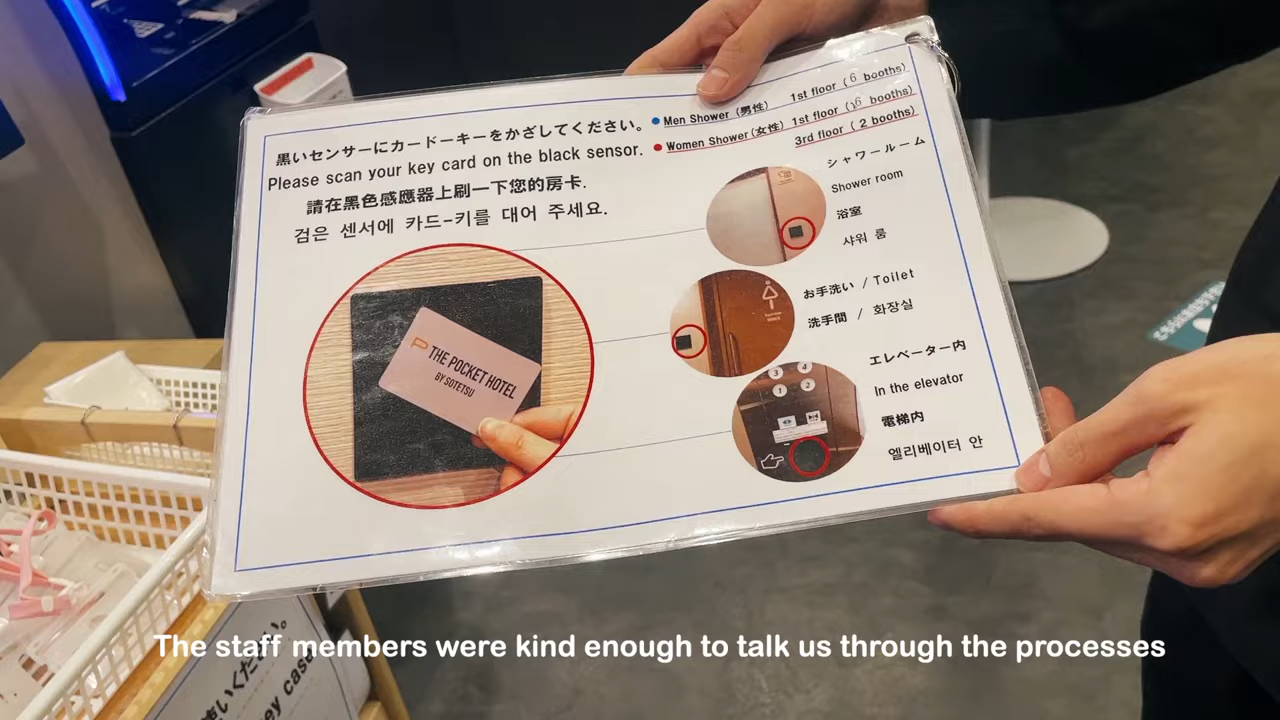 黒いセンサーにカードーキーをかざしてください。
Please scan your key card on the black sensor.
請在黑色感應器上刷一下您的房卡.
검은 센서에 카드-키를 대어 주세요.
Men Shower (男性) 1st floor ( 6 booths)
Women Shower (女性) 1st floor ( 6 booths)
3rd floor ( 2 booths)
シャワールーム
Shower room
浴室
샤워 룸
お手洗い / Toilet
洗手間 / 화장실
エレベーター内
In the elevator
電梯内
엘리베이터 안
THE POCKET HOTEL
BY SOTETSU
3 4
1 2
The staff members were kind enough to talk us through the processes